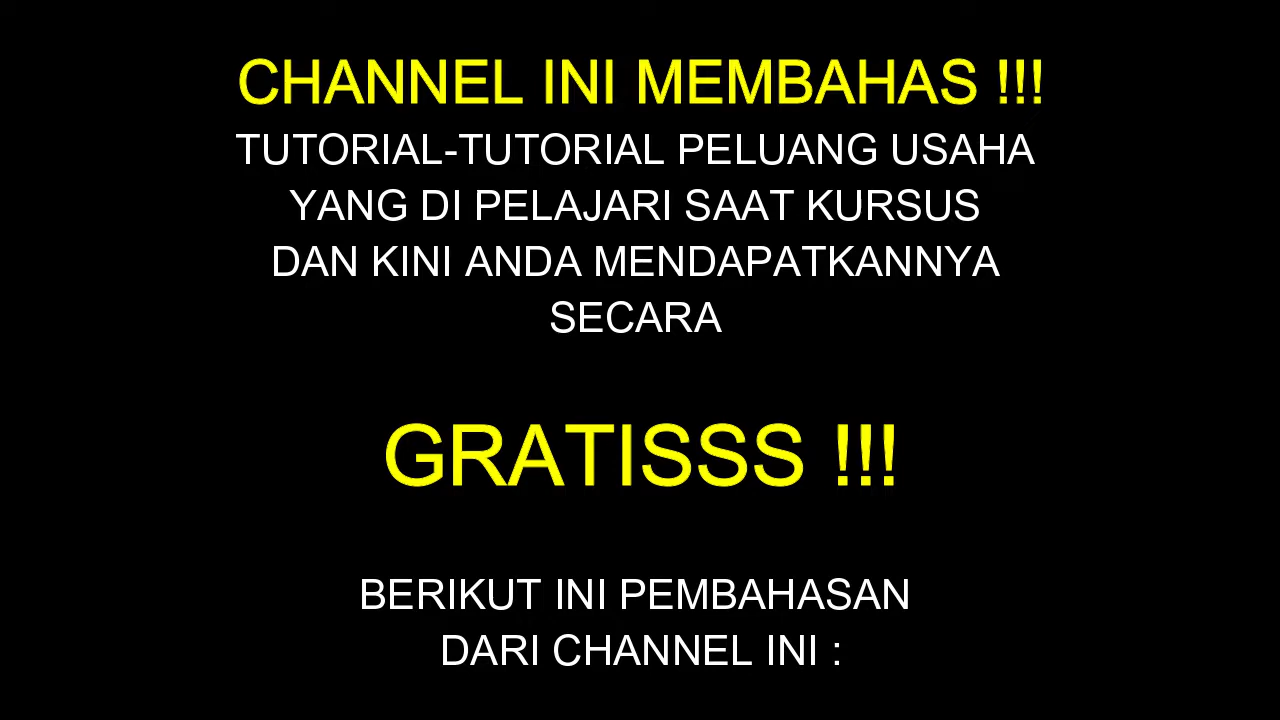 CHANNEL INI MEMBAHAS !!!
TUTORIAL-TUTORIAL PELUANG USAHA
YANG DI PELAJARI SAAT KURSUS
DAN KINI ANDA MENDAPATKANNYA
SECARA
GRATISSS !!!
BERIKUT INI PEMBAHASAN
DARI CHANNEL INI :